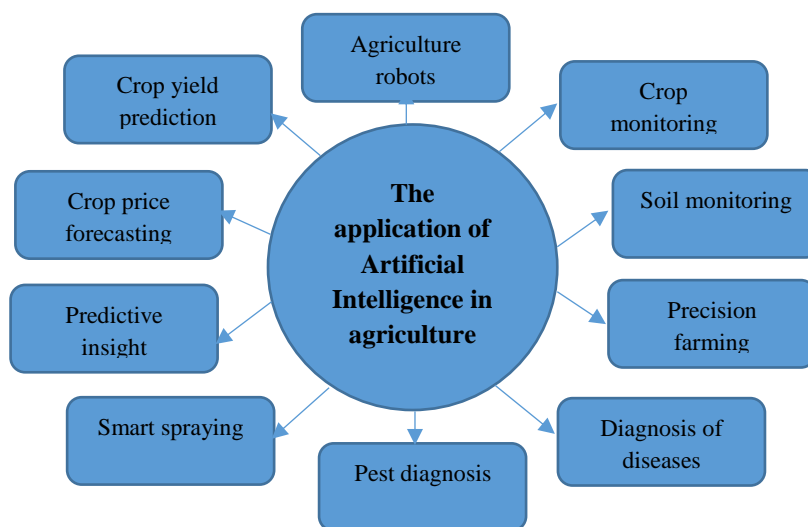 Agriculture
robots
Crop yield
prediction
Crop
monitoring
The
application of
Artificial
Intelligence in
agriculture
Crop price
forecasting
Soil monitoring
Predictive
insight
Precision
farming
Smart spraying
Diagnosis of
diseases
Pest diagnosis